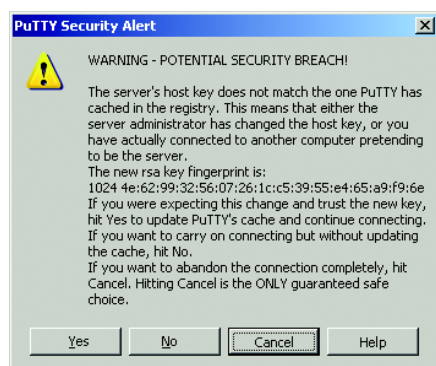 PuTTY Security Alert
WARNING - POTENTIAL SECURITY BREACH!
The server's host key does not match the one PuTTY has
cached in the registry. This means that either the
server administrator has changed the host key, or you
have actually connected to another computer pretending
to be the server.
The new rsa key fingerprint is:
1024 4e:62:99:32:56:07:26:1c:c5:39:55:e4:65:a9:f9:6e
If you were expecting this change and trust the new key,
hit Yes to update PuTTY's cache and continue connecting.
If you want to carry on connecting but without updating
the cache, hit No.
If you want to abandon the connection completely, hit
Cancel. Hitting Cancel is the ONLY guaranteed safe
choice.
Yes No Cancel Help